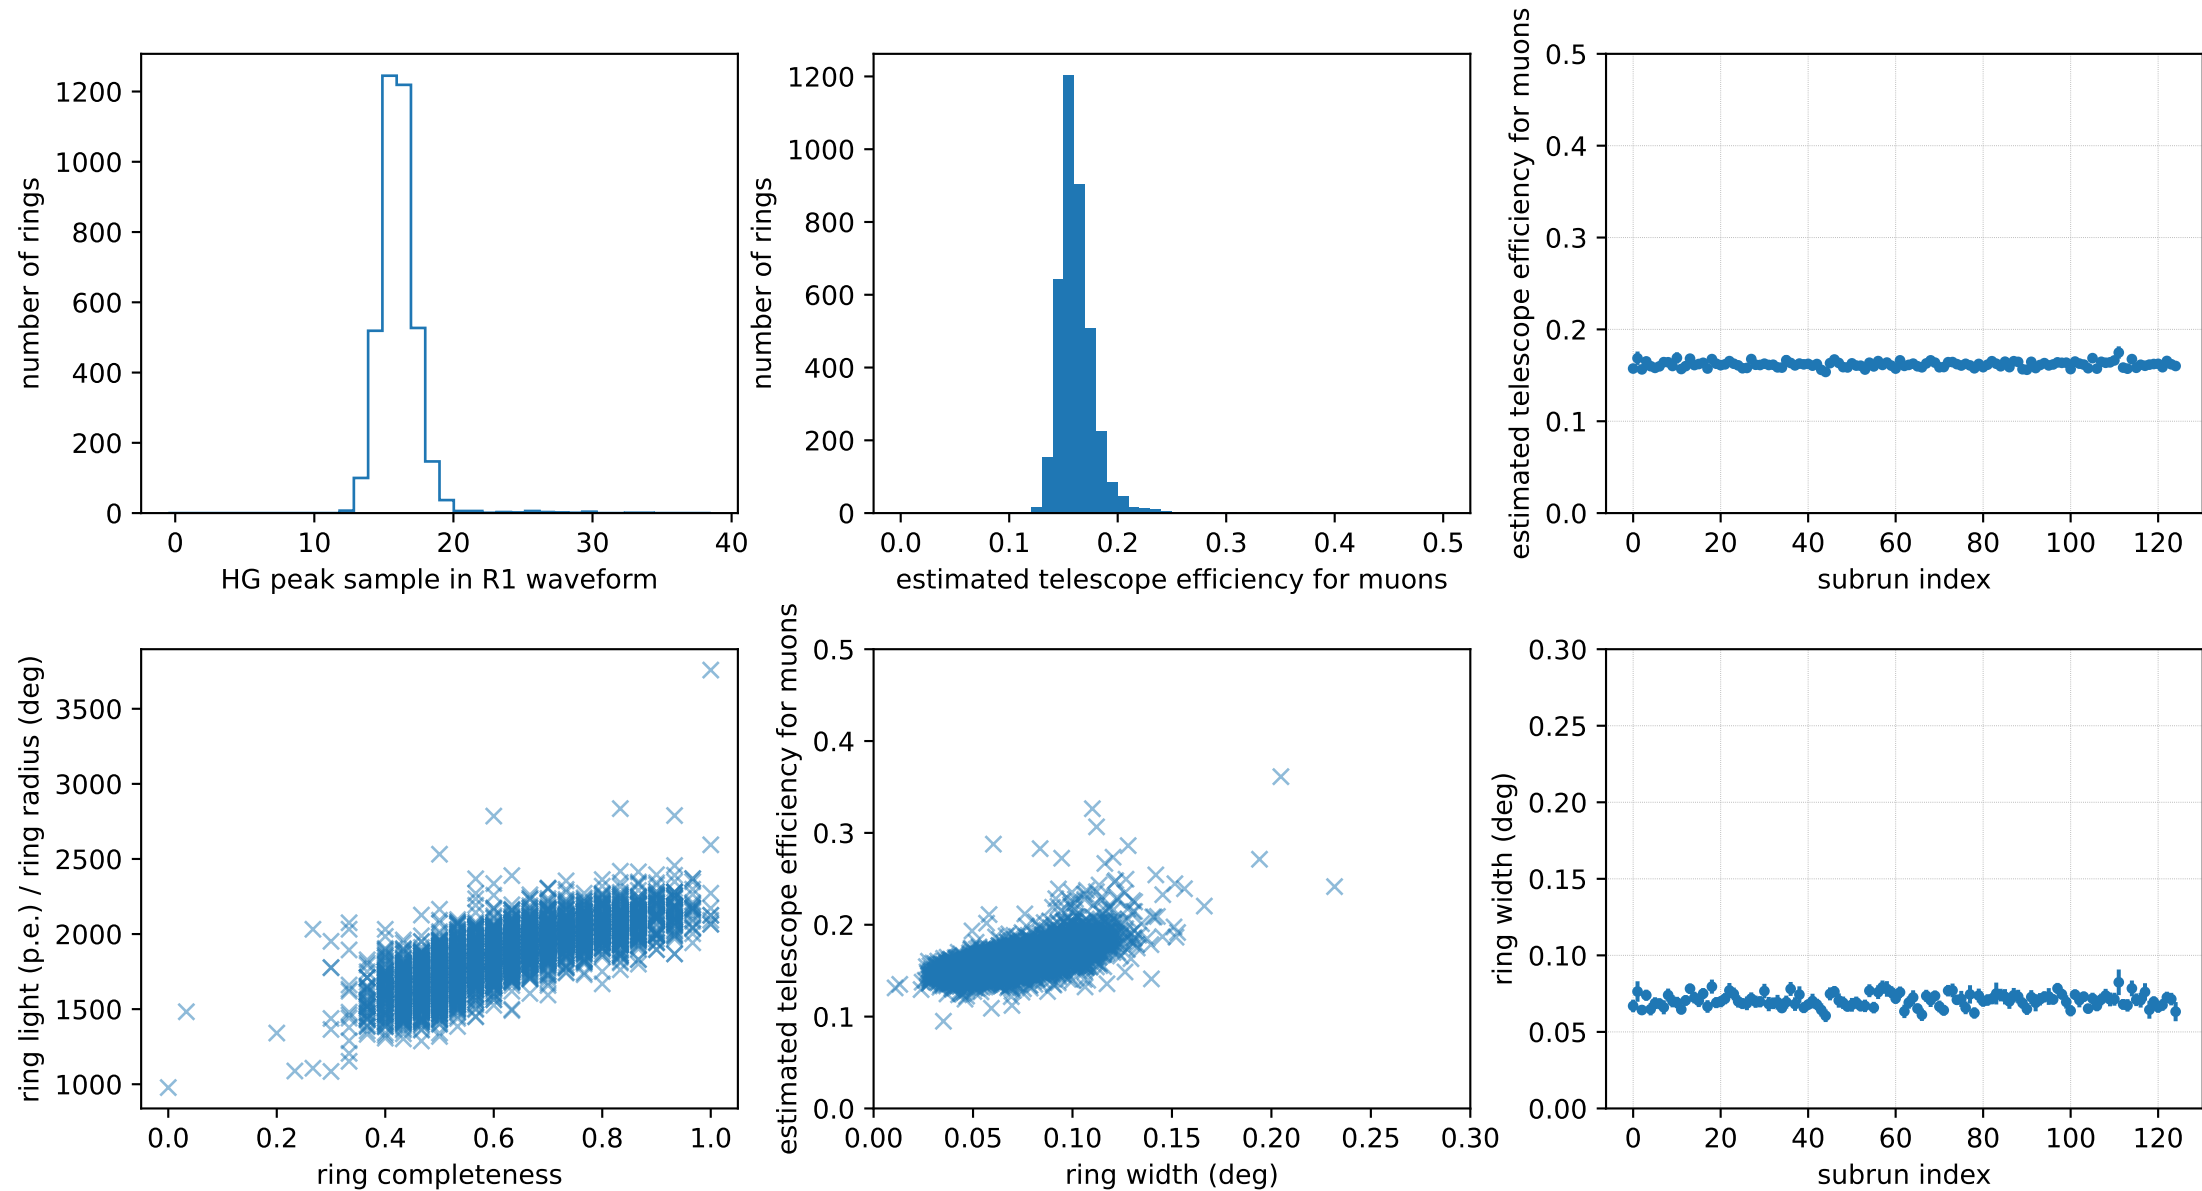 number of rings
1200
1000
800
600
400
200
0
0 10 20 30 40
HG peak sample in R1 waveform
number of rings
1200
1000
800
600
400
200
0
0.0 0.1 0.2 0.3 0.4 0.5
estimated telescope efficiency for muons
estimated telescope efficiency for muons
0.5
0.4
0.3
0.2
0.1
0.0
0 20 40 60 80 100 120
subrun index
ring light (p.e.) / ring radius (deg)
3500
3000
2500
2000
1500
1000
0.0 0.2 0.4 0.6 0.8 1.0
ring completeness
estimated telescope efficiency for muons
0.5
0.4
0.3
0.2
0.1
0.0
0.00 0.05 0.10 0.15 0.20 0.25 0.30
ring width (deg)
ring width (deg)
0.30
0.25
0.20
0.15
0.10
0.05
0.00
0 20 40 60 80 100 120
subrun index